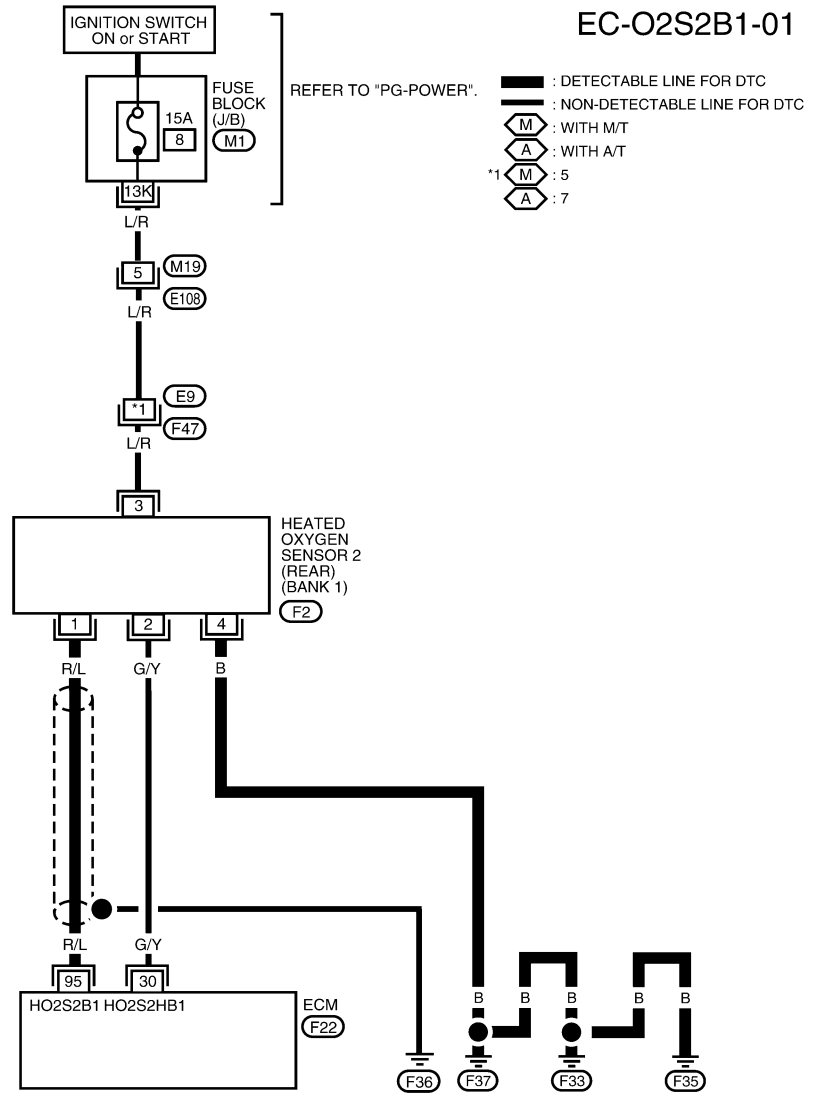 EC-O2S2B1-01
IGNITION SWITCH
ON or START
FUSE
BLOCK
(J/B)
M1
15A
8
13K
REFER TO "PG-POWER".
: DETECTABLE LINE FOR DTC
: NON-DETECTABLE LINE FOR DTC
M : WITH M/T
A : WITH A/T
*1 M : 5
A : 7
L/R
5
M19
E108
L/R
*1
E9
F47
L/R
3
HEATED
OXYGEN
SENSOR 2
(REAR)
(BANK 1)
F2
1 2 4
R/L G/Y B
R/L G/Y
95 30
HO2S2B1 HO2S2HB1
ECM
F22
B B B B B
F36 F37 F33 F35